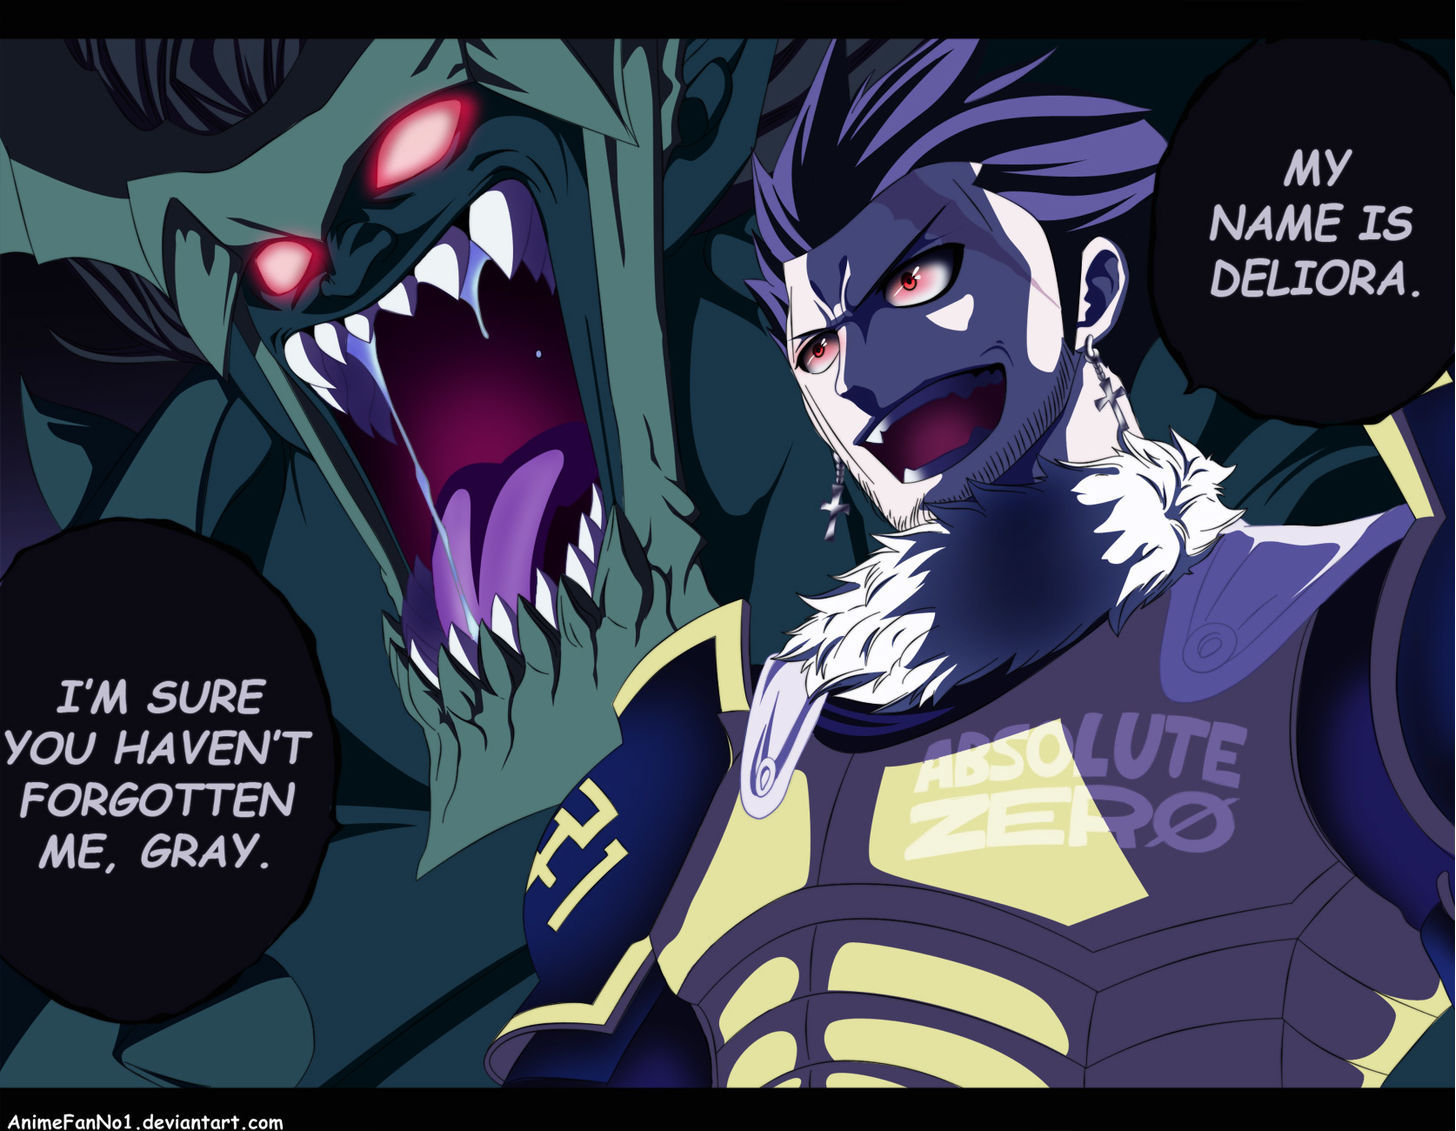 MY
NAME IS
DELIORA.
I'M SURE
YOU HAVEN'T
FORGOTTEN
ME, GRAY.
ABSOLUTE
ZERØ
AnimeFanNo1.deviantart.com